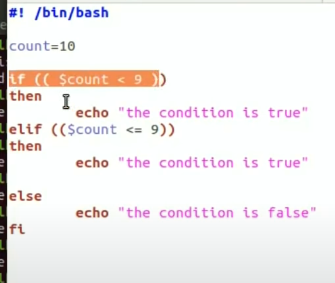 #! /bin/bash
count=10
if (( $count < 9 ))
then
echo "the condition is true"
elif (($count <= 9))
then
echo "the condition is true"
else
echo "the condition is false"
fi